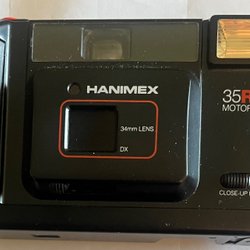 HANIMEX
35
MOTOR
34mm LENS
DX
CLOSE-UP